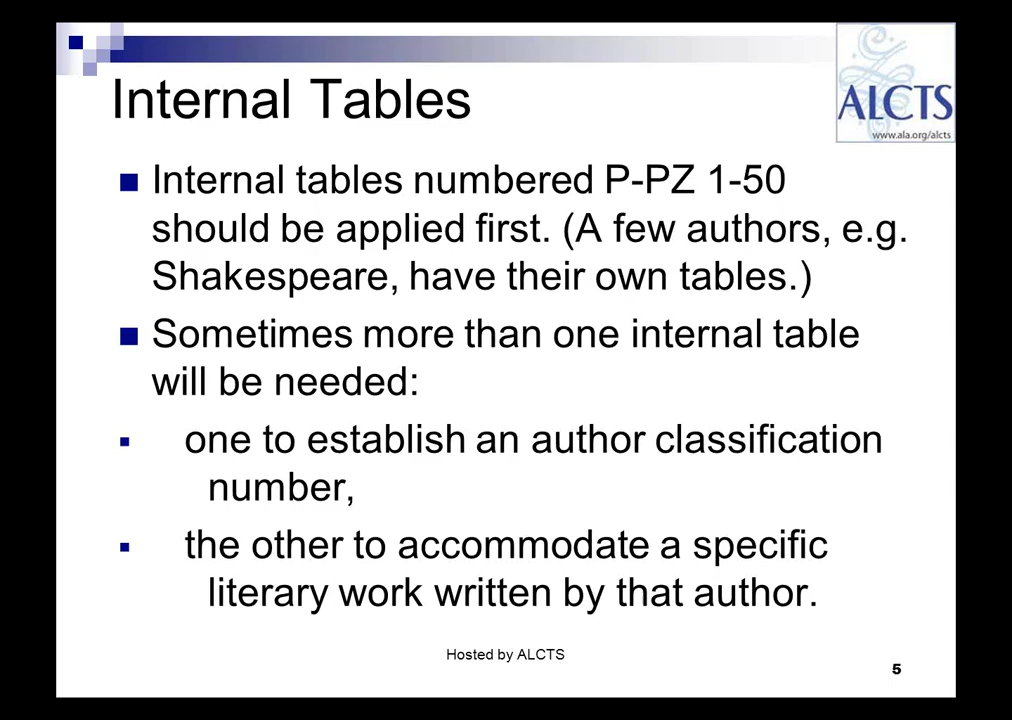 ALCTS
www.ala.org/alcts
Internal Tables
Internal tables numbered P-PZ 1-50
should be applied first. (A few authors, e.g.
Shakespeare, have their own tables.)
Sometimes more than one internal table
will be needed:
one to establish an author classification
number,
the other to accommodate a specific
literary work written by that author.
Hosted by ALCTS
5